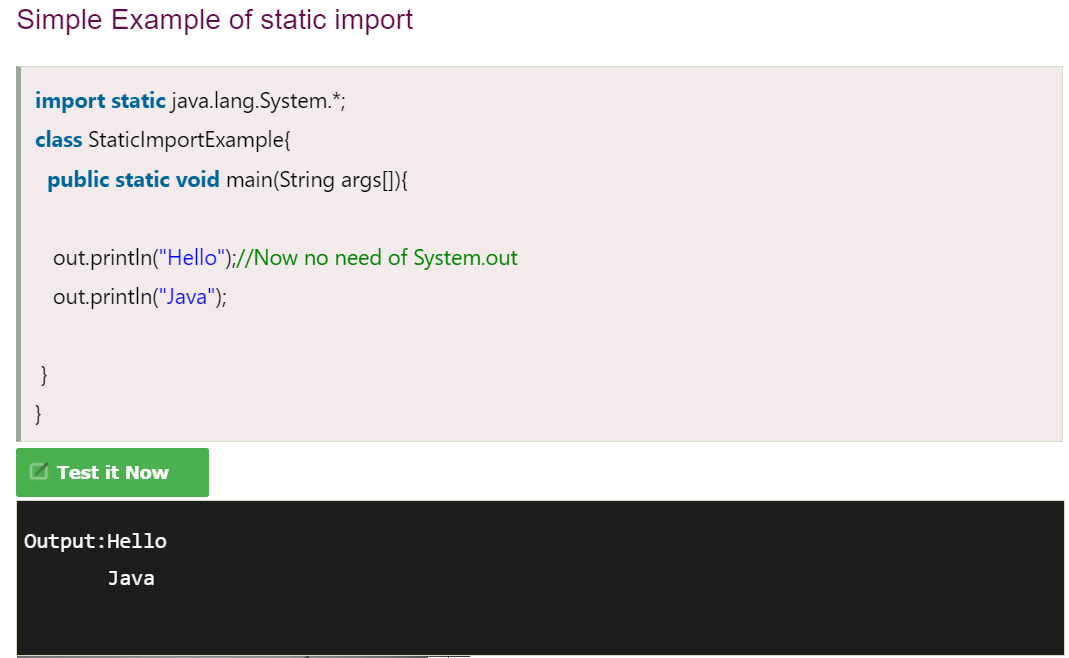 Simple Example of static import
import static java.lang.System.*;
class StaticImportExample{
public static void main(String args[]){
out.println("Hello");//Now no need of System.out
out.println("Java");
}
}
Test it Now
Output:Hello
Java